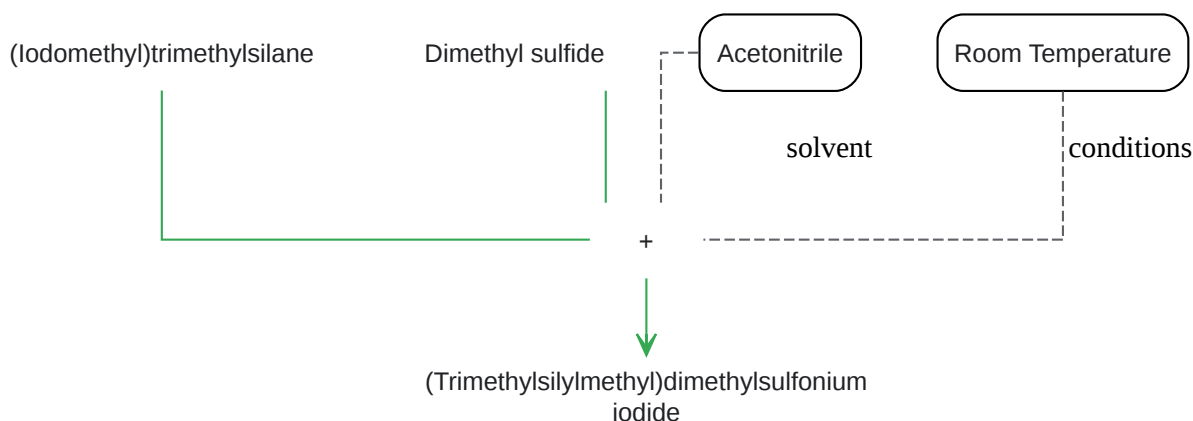 (Iodomethyl)trimethylsilane
Dimethyl sulfide
Acetonitrile
Room Temperature
solvent
conditions
+
(Trimethylsilylmethyl)dimethylsulfonium
iodide